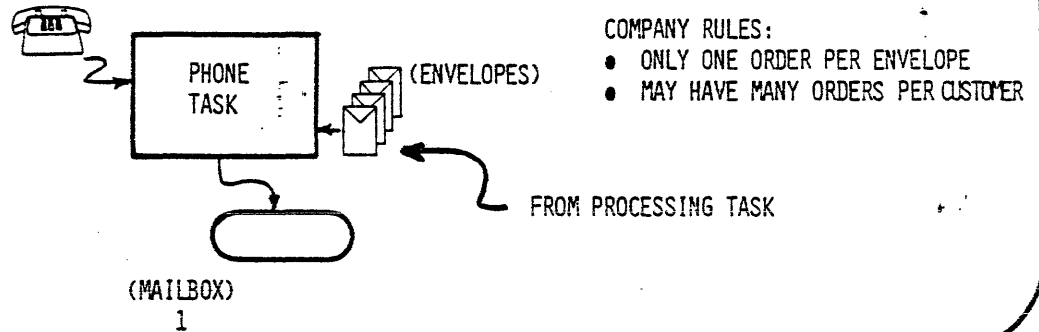 COMPANY RULES:
● ONLY ONE ORDER PER ENVELOPE
● MAY HAVE MANY ORDERS PER CUSTOMER
PHONE
TASK
(ENVELOPES)
FROM PROCESSING TASK
(MAILBOX)
1